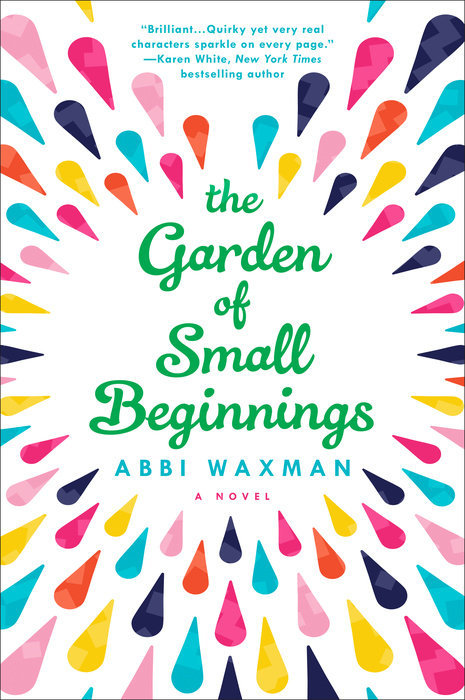 “Brilliant...Quirky yet very real
characters sparkle on every page.”
—Karen White, New York Times
bestselling author
the
Garden
of
Small
Beginnings
ABBI WAXMAN
A NOVEL